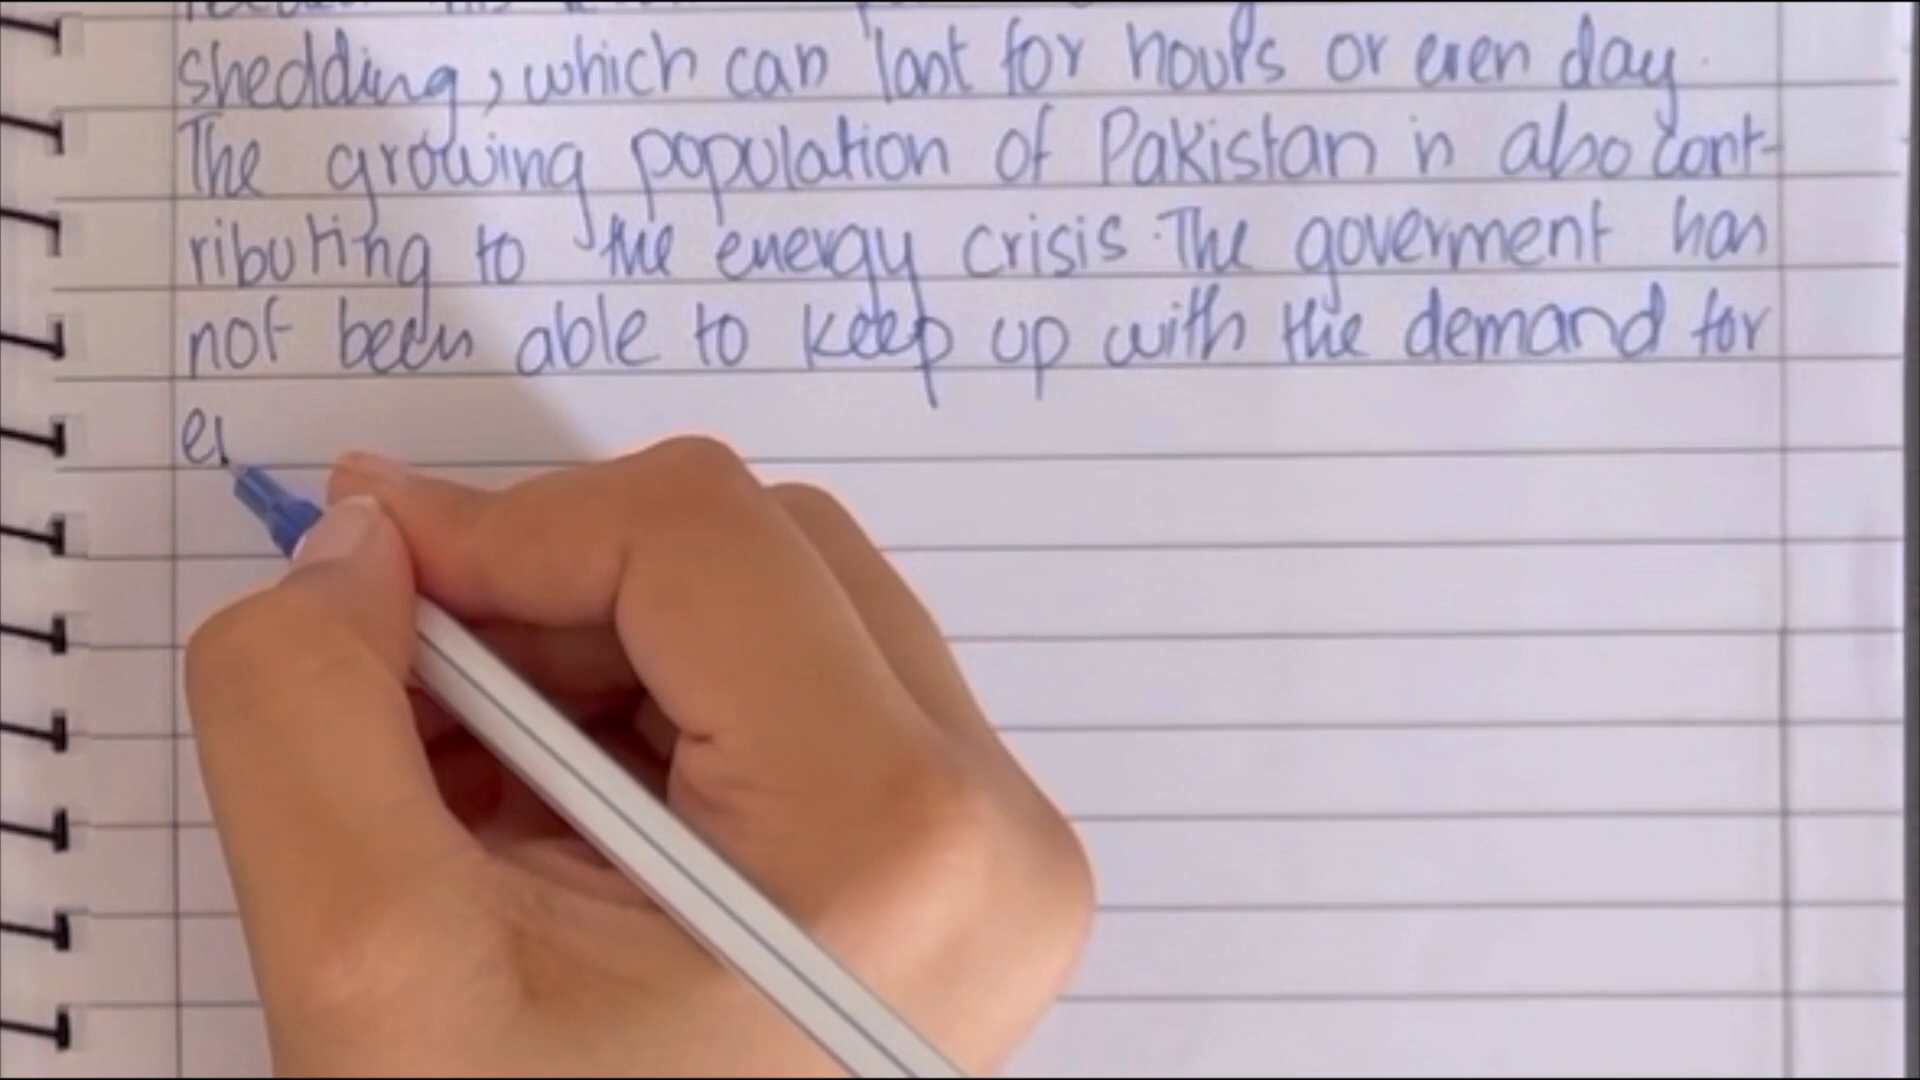 shedding, which can last for hours or even day.
The growing population of Pakistan is also cont-
ributing to the energy crisis. The goverment has
not been able to keep up with the demand for
en